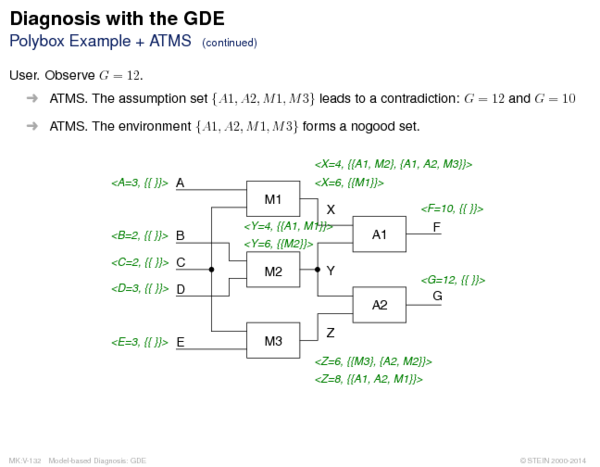 Diagnosis with the GDE
Polybox Example + ATMS (continued)
User. Observe G = 12.
➜ ATMS. The assumption set {A1, A2, M1, M3} leads to a contradiction: G = 12 and G = 10
➜ ATMS. The environment {A1, A2, M1, M3} forms a nogood set.
<X=4, {{A1, M2}, {A1, A2, M3}}>
<A=3, {{ }}> A
<X=6, {{M1}}>
M1
X
<F=10, {{ }}>
<Y=4, {{A1, M1}}>
F
<B=2, {{ }}> B
A1
<Y=6, {{M2}}>
<C=2, {{ }}> C
M2
Y
<G=12, {{ }}>
<D=3, {{ }}> D
G
A2
Z
<E=3, {{ }}> E
M3
<Z=6, {{M3}, {A2, M2}}>
<Z=8, {{A1, A2, M1}}>
MK:V-132 Model-based Diagnosis: GDE
© STEIN 2000-2014